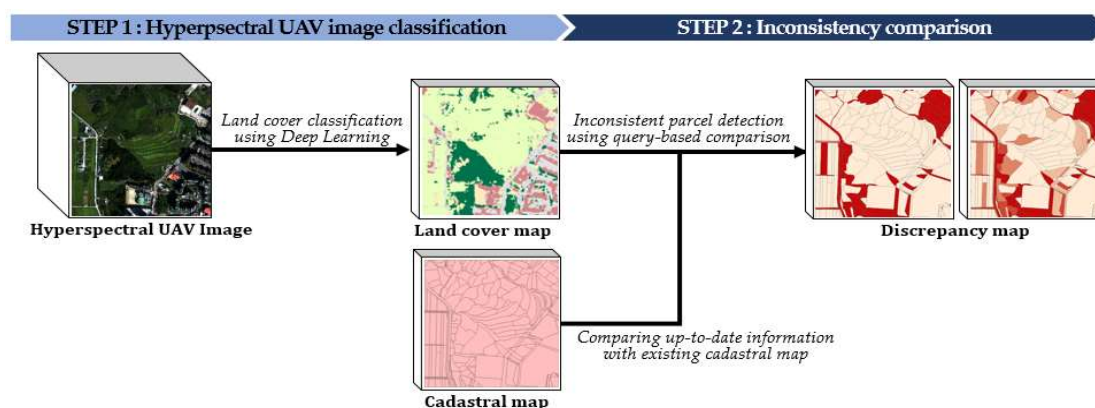 STEP 1 : Hyperpsectral UAV image classification
STEP 2 : Inconsistency comparison
Land cover classification
using Deep Learning
Inconsistent parcel detection
using query-based comparison
Hyperspectral UAV Image
Land cover map
Discrepancy map
Comparing up-to-date information
with existing cadastral map
Cadastral map